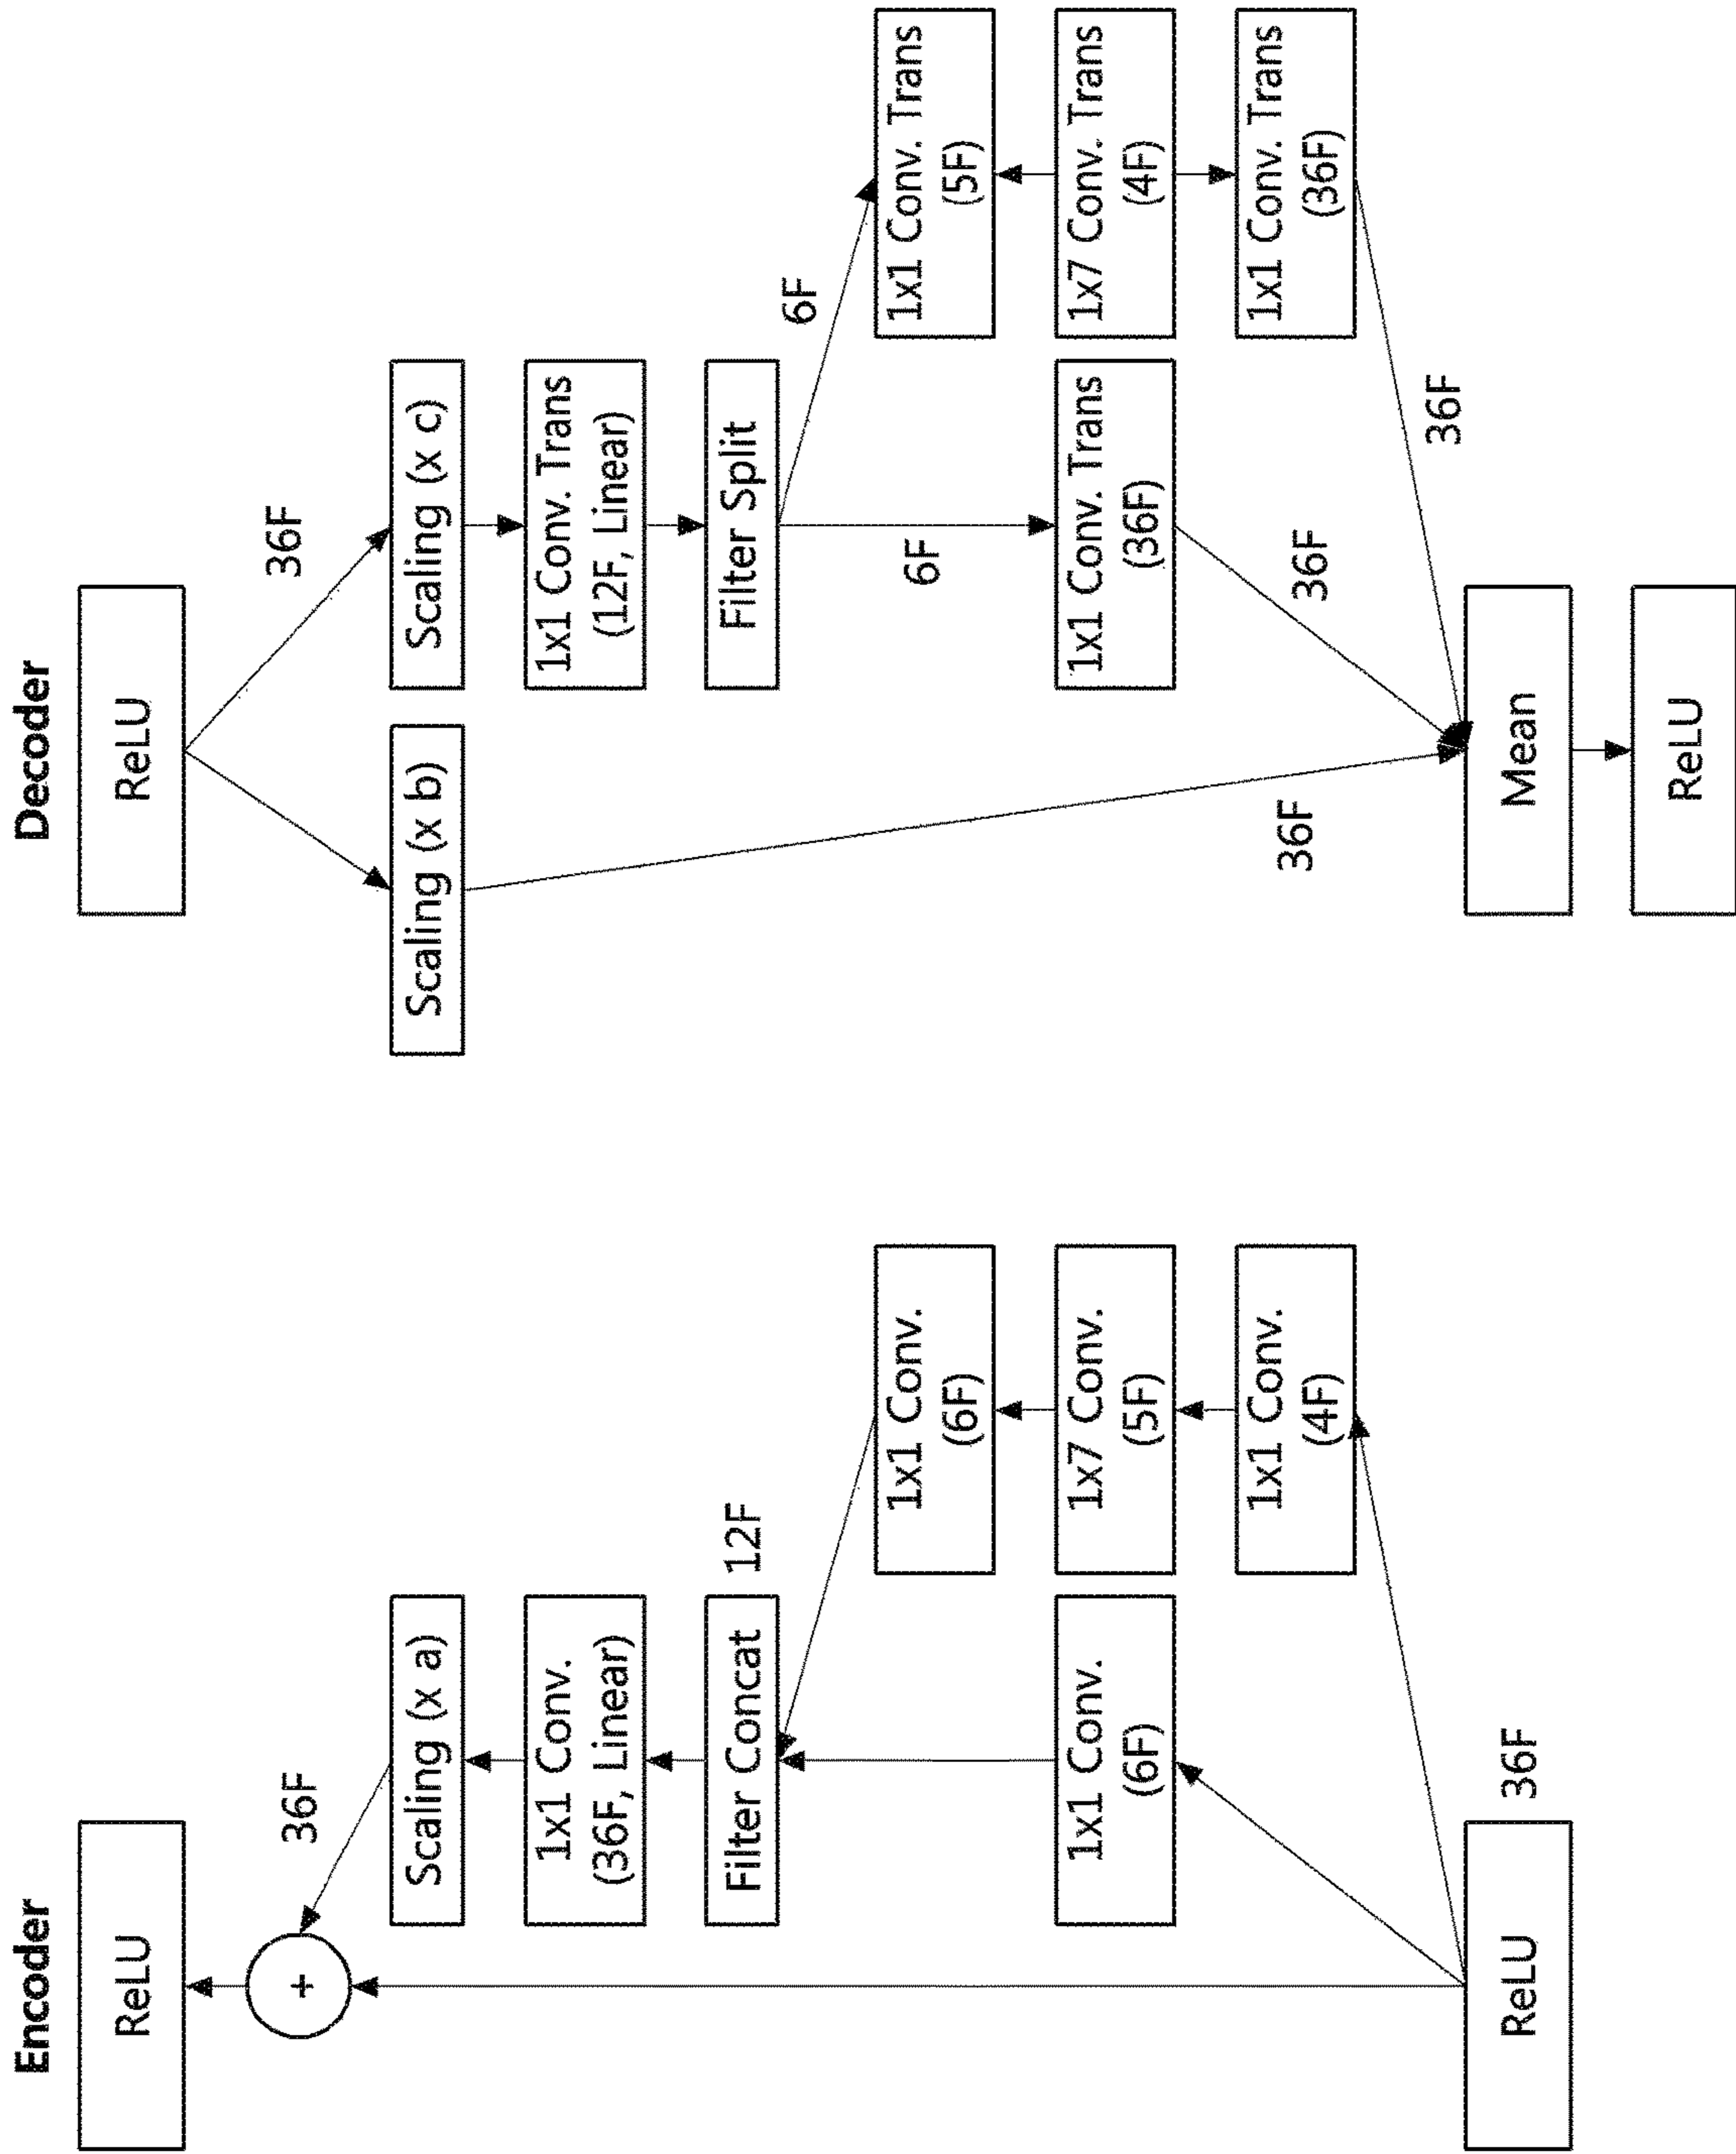 Encoder
ReLU
+
36F
Scaling (x a)
1x1 Conv.
(36F, Linear)
Filter Concat
12F
1x1 Conv.
(6F)
1x1 Conv.
(6F)
1x7 Conv.
(5F)
1x1 Conv.
(4F)
ReLU
36F
Decoder
ReLU
36F
Scaling (x b)
Scaling (x c)
1x1 Conv. Trans
(12F, Linear)
Filter Split
6F
6F
1x1 Conv. Trans
(5F)
1x1 Conv. Trans
(36F)
1x7 Conv. Trans
(4F)
1x1 Conv. Trans
(36F)
36F
36F
36F
Mean
ReLU